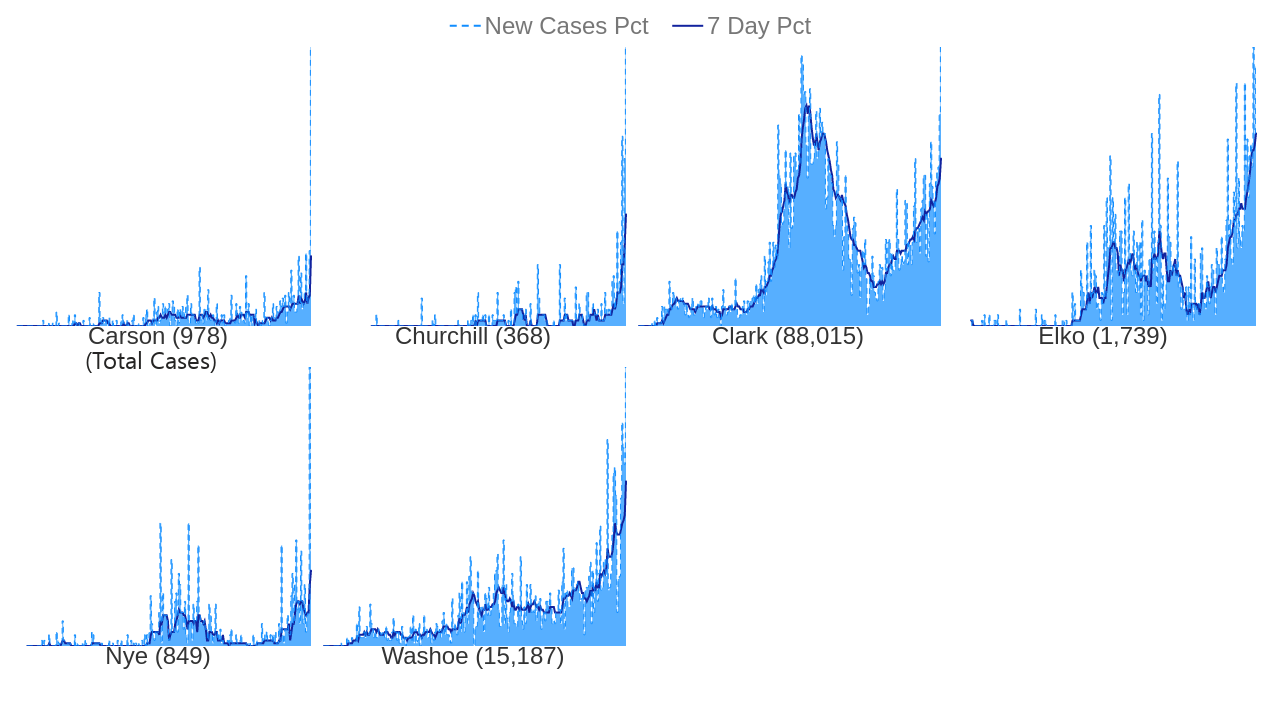 New Cases Pct 7 Day Pct
Carson (978)
(Total Cases)
Churchill (368)
Clark (88,015)
Elko (1,739)
Nye (849)
Washoe (15,187)